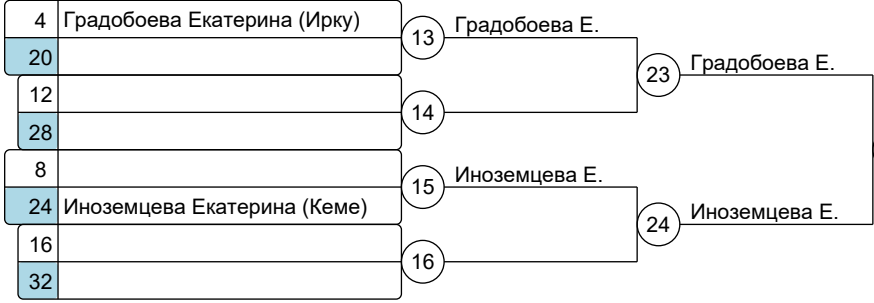 4 Градобоева Екатерина (Ирку)
13
Градобоева Е.
20
23
Градобоева Е.
12
14
28
8
15
Иноземцева Е.
24 Иноземцева Екатерина (Кеме)
24
Иноземцева Е.
16
16
32